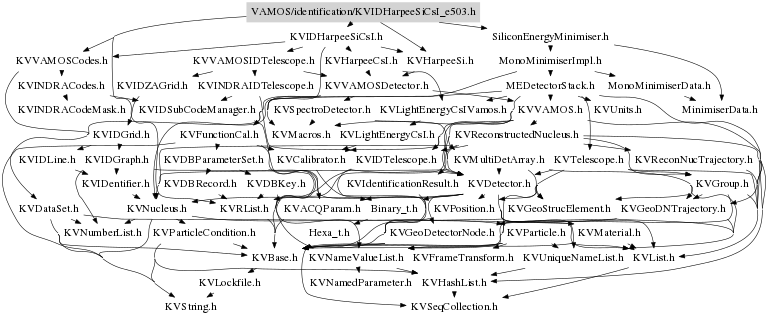 VAMOS/identification/KVIDHarpeeSiCsI_e503.h
KVIDHarpeeSiCsI.h SiliconEnergyMinimiser.h
KVVAMOSCodes.h KVVAMOSIDTelescope.h KVHarpeeCsI.h KVHarpeeSi.h MonoMinimiserImpl.h
KVINDRACodes.h KVIDZAGrid.h KVINDRAIDTelescope.h KVVAMOSDetector.h MEDetectorStack.h MonoMinimiserData.h
KVINDRACodeMask.h KVIDSubCodeManager.h KVSpectroDetector.h KVLightEnergyCsIVamos.h KVVAMOS.h KVUnits.h MinimiserData.h
KVIDGrid.h KVFunctionCal.h KVMacros.h KVLightEnergyCsI.h KVReconstructedNucleus.h
KVIDLine.h KVIDGraph.h KVDBParameterSet.h KVCalibrator.h KVIDTelescope.h KVMultiDetArray.h KVTelescope.h KVReconNucTrajectory.h
KVIDentifier.h KVDBRecord.h KVDBKey.h KVIdentificationResult.h KVDetector.h KVGroup.h
KVDataSet.h KVNucleus.h KVRList.h KVACQParam.h Binary_t.h KVPosition.h KVGeoStrucElement.h KVGeoDNTrajectory.h
KVNumberList.h KVParticleCondition.h Hexa_t.h KVGeoDetectorNode.h KVParticle.h KVMaterial.h
KVBase.h KVNameValueList.h KVFrameTransform.h KVUniqueNameList.h KVList.h
KVLockfile.h KVNamedParameter.h KVHashList.h
KVString.h KVSeqCollection.h